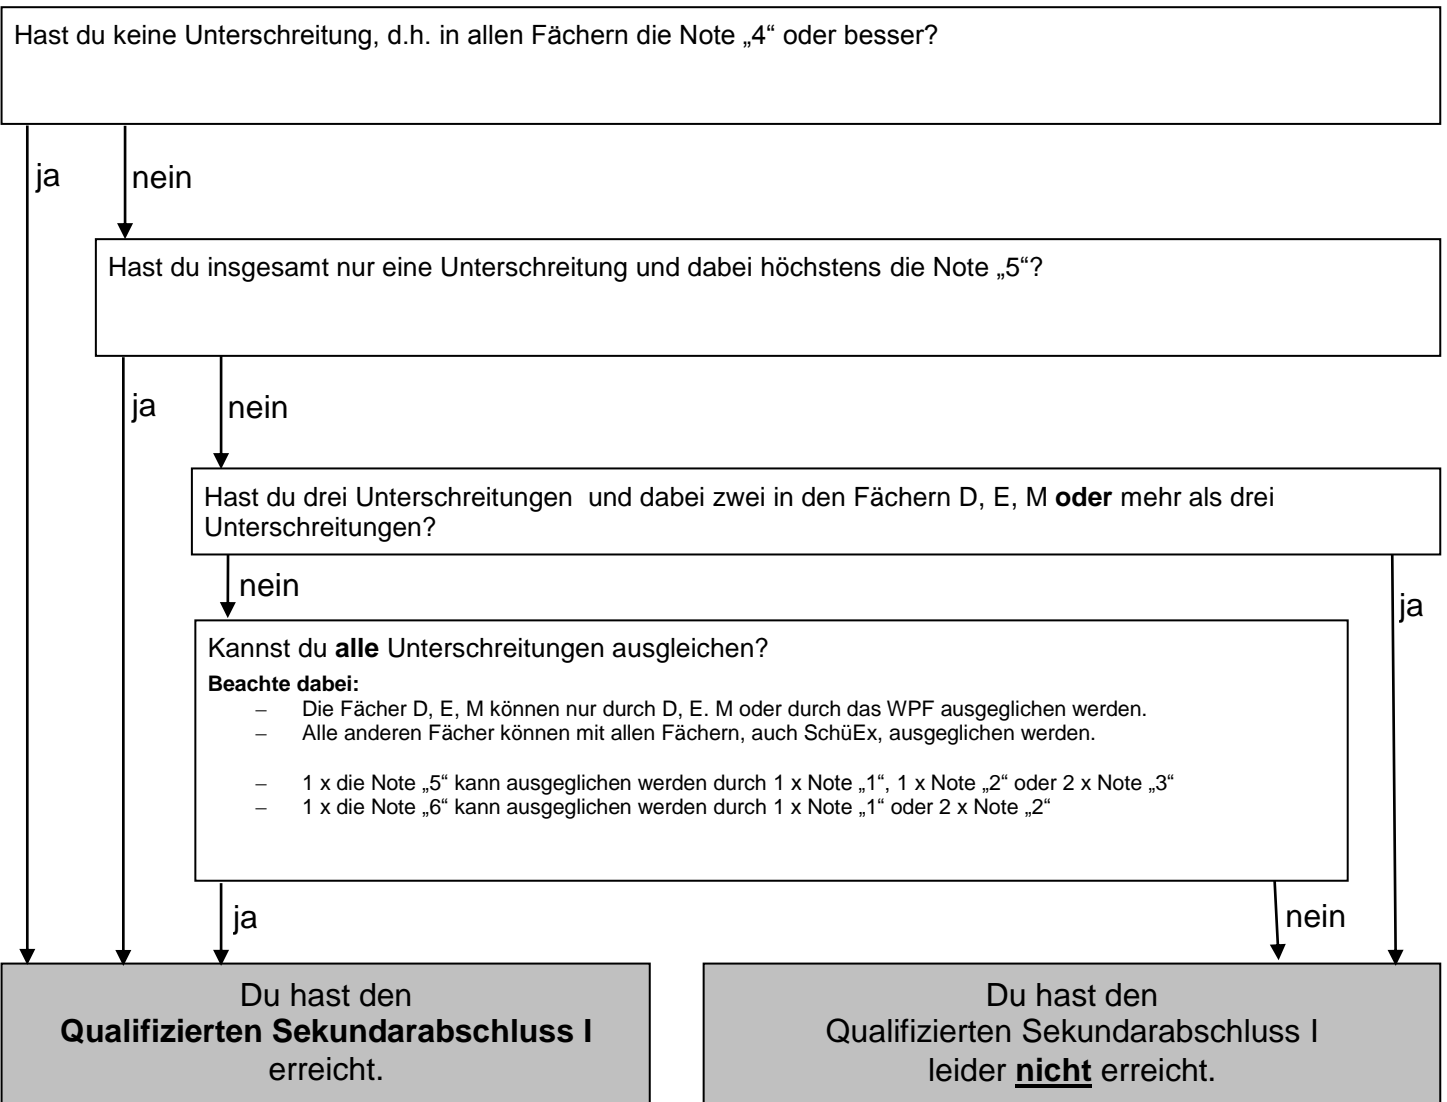 Hast du keine Unterschreitung, d.h. in allen Fächern die Note „4“ oder besser?
ja
nein
Hast du insgesamt nur eine Unterschreitung und dabei höchstens die Note „5“?
ja
nein
Hast du drei Unterschreitungen  und dabei zwei in den Fächern D, E, M oder mehr als drei
Unterschreitungen?
nein
ja
Kannst du alle Unterschreitungen ausgleichen?
Beachte dabei:
– Die Fächer D, E, M können nur durch D, E. M oder durch das WPF ausgeglichen werden.
– Alle anderen Fächer können mit allen Fächern, auch SchüEx, ausgeglichen werden.
– 1 x die Note „5“ kann ausgeglichen werden durch 1 x Note „1“, 1 x Note „2“ oder 2 x Note „3“
– 1 x die Note „6“ kann ausgeglichen werden durch 1 x Note „1“ oder 2 x Note „2“
ja
nein
Du hast den
Qualifizierten Sekundarabschluss I
erreicht.
Du hast den
Qualifizierten Sekundarabschluss I
leider nicht erreicht.